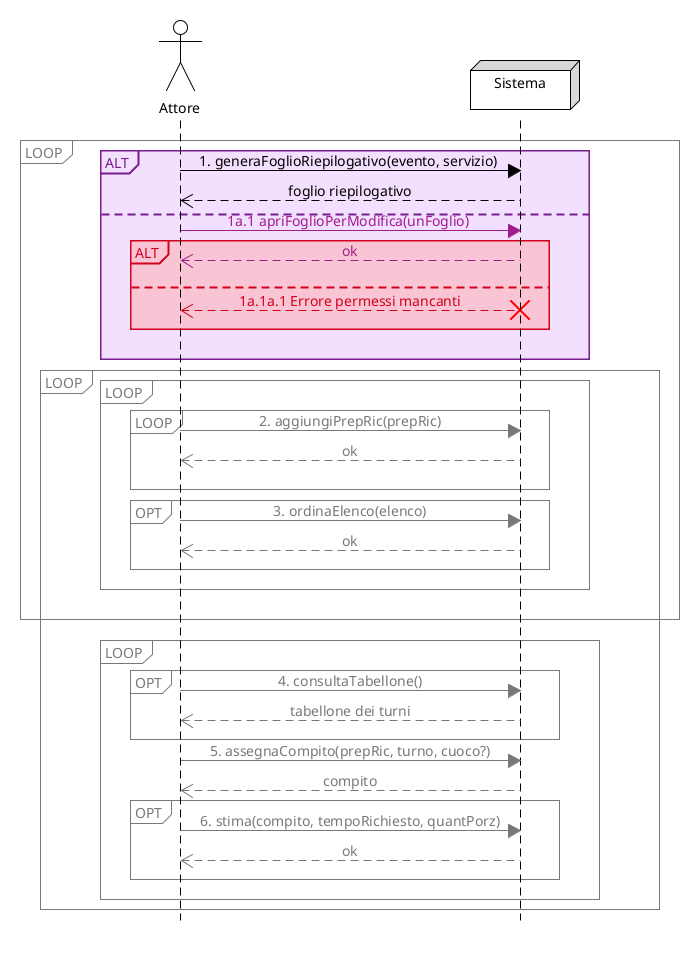 Attore
Sistema
LOOP
ALT
1. generaFoglioRiepilogativo(evento, servizio)
foglio riepilogativo
1a.1 apriFoglioPerModifica(unFoglio)
ALT
ok
1a.1a.1 Errore permessi mancanti
LOOP
LOOP
LOOP
2. aggiungiPrepRic(prepRic)
ok
OPT
3. ordinaElenco(elenco)
ok
LOOP
OPT
4. consultaTabellone()
tabellone dei turni
5. assegnaCompito(prepRic, turno, cuoco?)
compito
OPT
6. stima(compito, tempoRichiesto, quantPorz)
ok